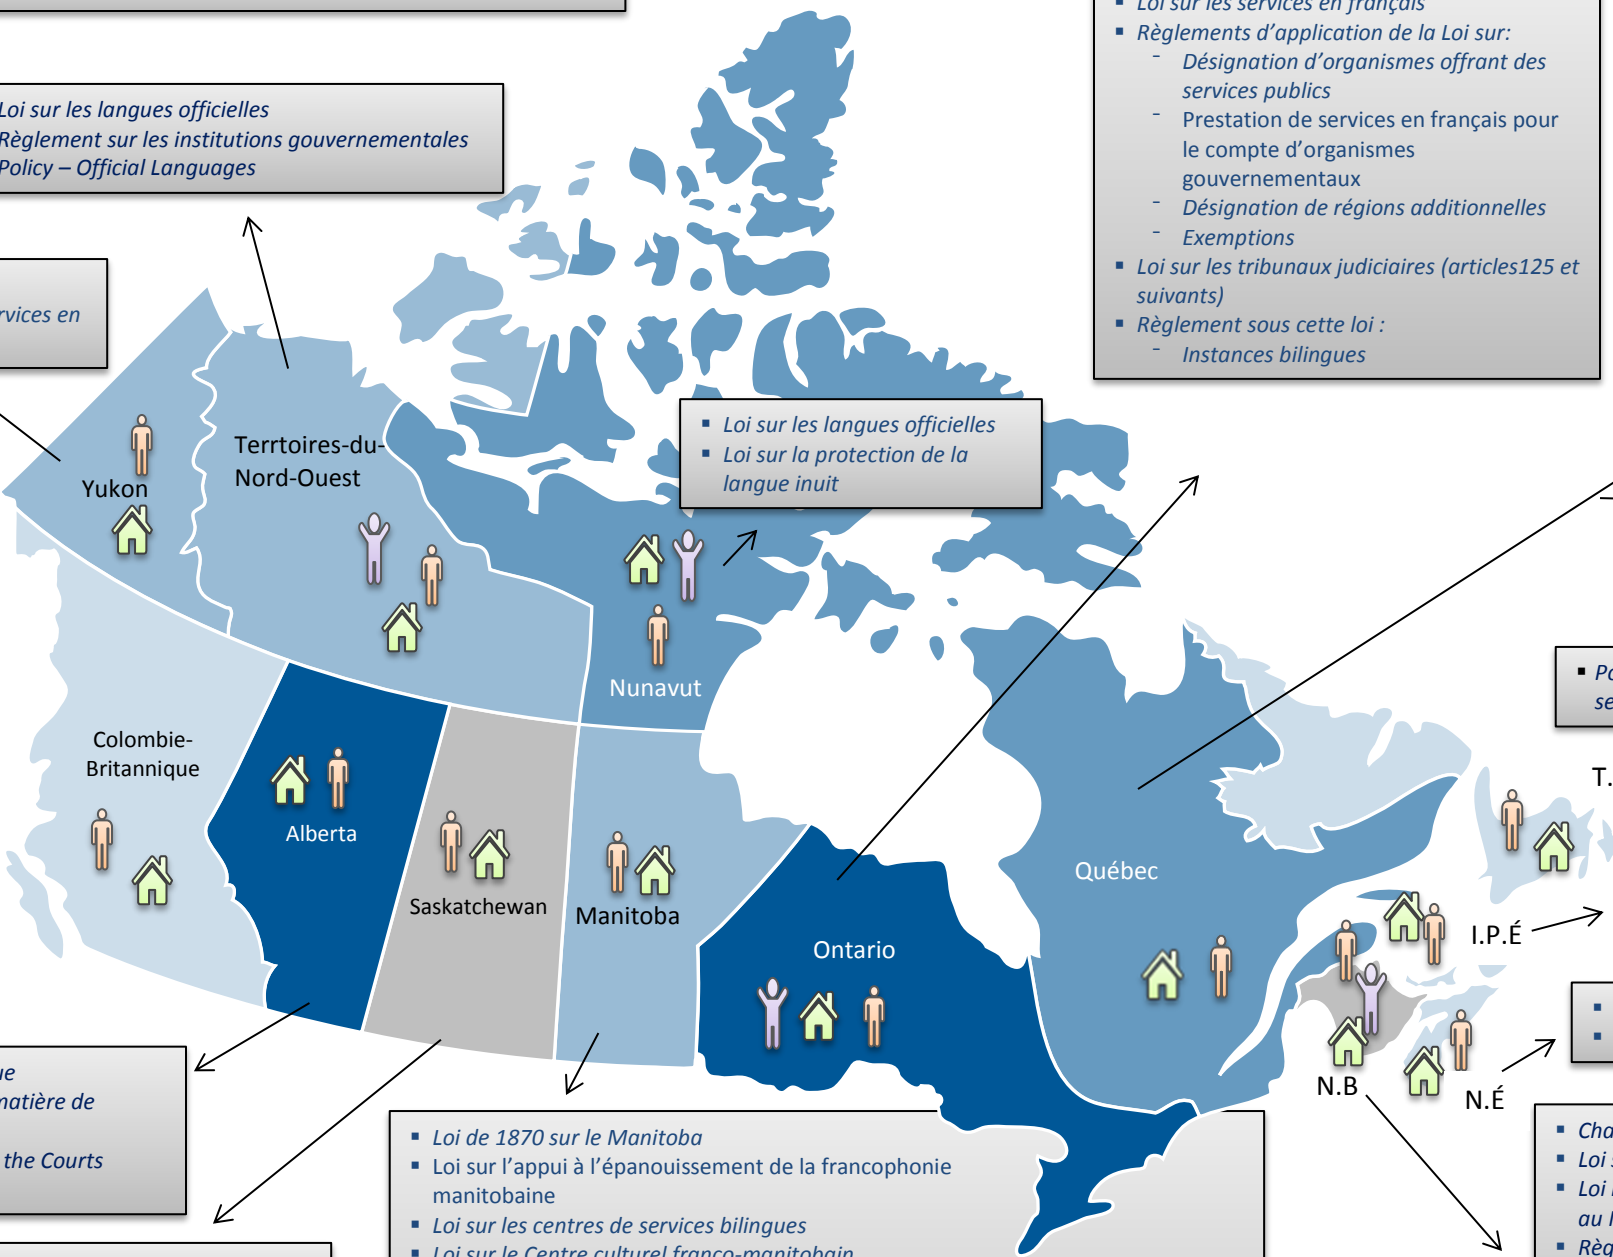 Loi sur les services en français
Règlements d'application de la Loi sur:
Désignation d'organismes offrant des
services publics
Prestation de services en français pour
le compte d'organismes
gouvernementaux
Désignation de régions additionnelles
Exemptions
Loi sur les tribunaux judiciaires (articles125 et
suivants)
Règlement sous cette loi :
Instances bilingues
Loi sur les langues officielles
Règlement sur les institutions gouvernementales
Policy – Official Languages
en
Loi sur les langues officielles
Loi sur la protection de la
langue inuit
Yukon
Terrtoires-du-
Nord-Ouest
Nunavut
Colombie-
Britannique
Alberta
Saskatchewan
Manitoba
Ontario
Québec
I.P.É
N.B
N.É
matière de
the Courts
Loi de 1870 sur le Manitoba
Loi sur l'appui à l'épanouissement de la francophonie
manitobaine
Loi sur les centres de services bilingues
Loi sur le Centre culturel franco-manitobain
Loi
Loi
au